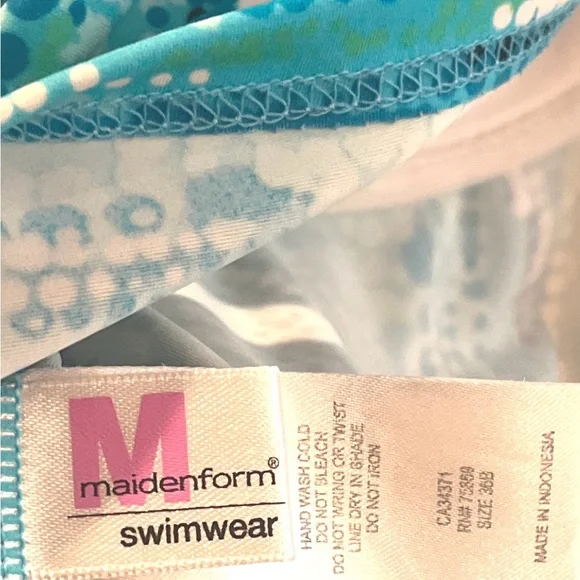 M
maidenform®
swimwear
HAND WASH COLD
DO NOT BLEACH
DO NOT WRING OR TWIST
LINE DRY IN SHADE
DO NOT IRON
CA34371
RN# 75869
SIZE 36B
MADE IN INDONESIA